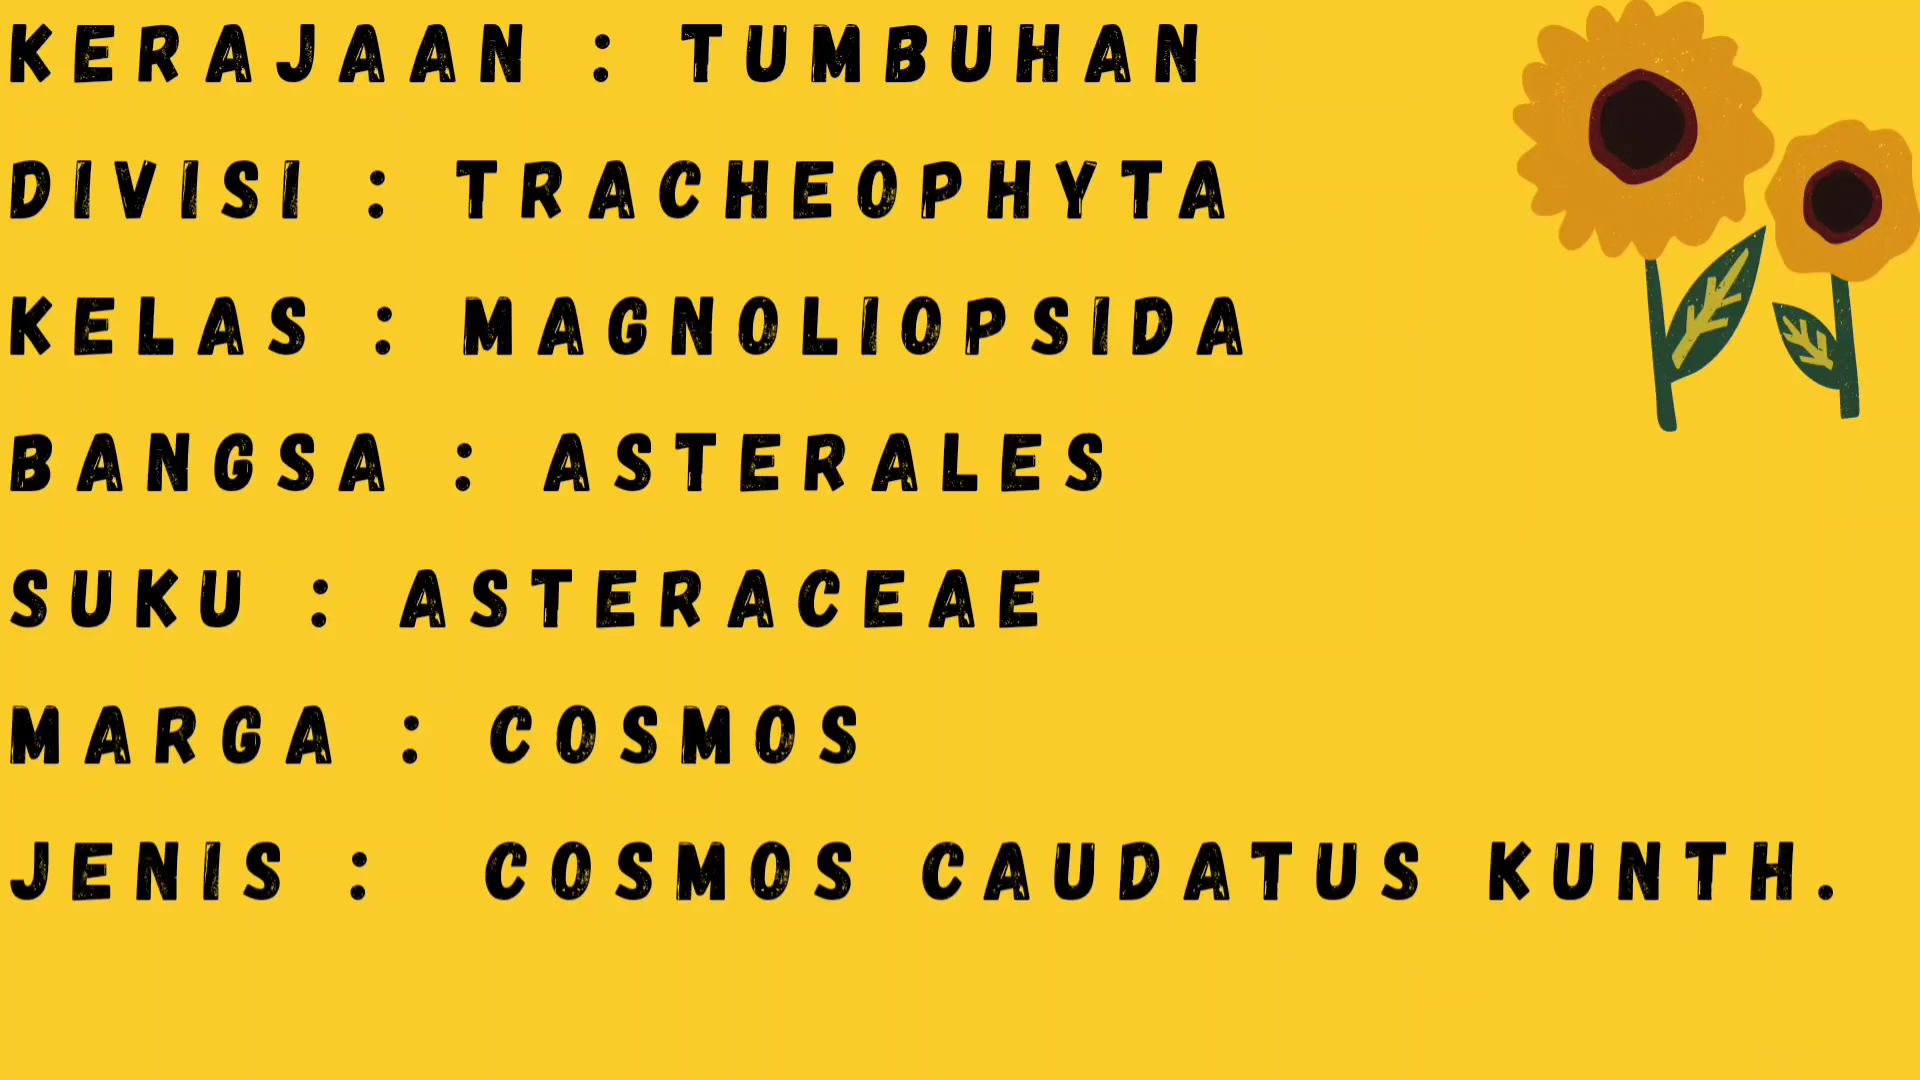 KERAJAAN : TUMBUHAN
DIVISI : TRACHEOPHYTA
KELAS : MAGNOLIOPSIDA
BANGSA : ASTERALES
SUKU : ASTERACEAE
MARGA : COSMOS
JENIS : COSMOS CAUDATUS KUNTH.